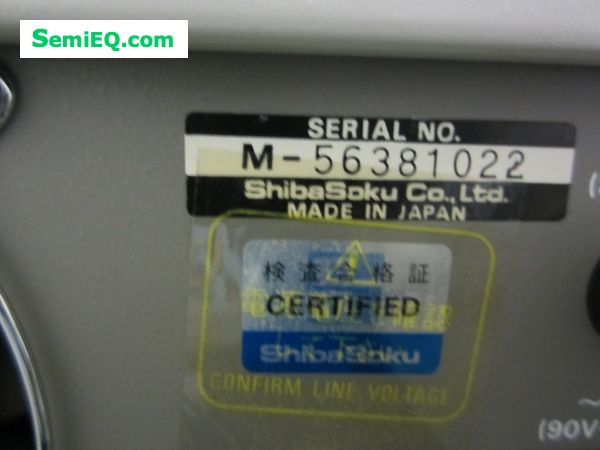 SemiEQ.com
SERIAL NO.
M-56381022
ShibaSoku Co.,Ltd.
MADE IN JAPAN
検査合格証
CERTIFIED
ShibaSoku
CONFIRM LINE VOLTAGE
(90V